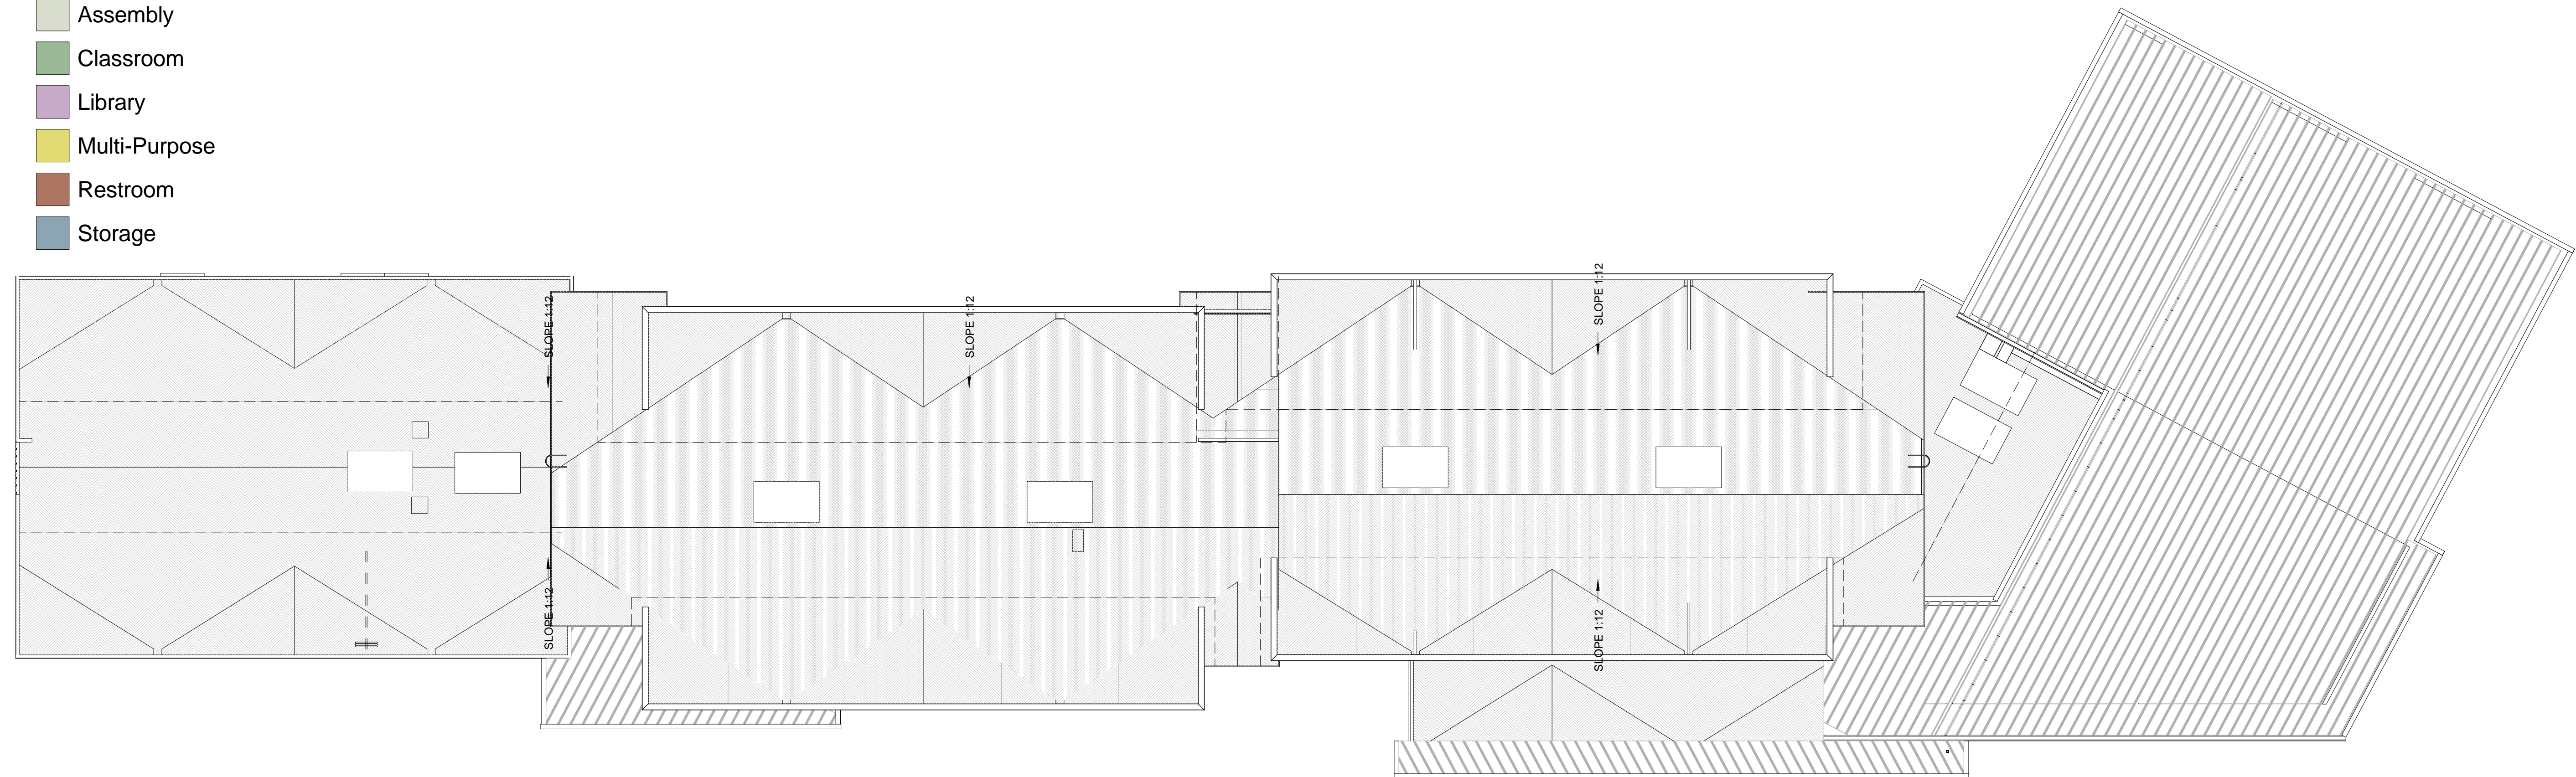 Assembly
Classroom
Library
Multi-Purpose
Restroom
Storage
SLOPE 1:12
SLOPE 1:12
SLOPE 1:12
SLOPE 1:12
SLOPE 1:12